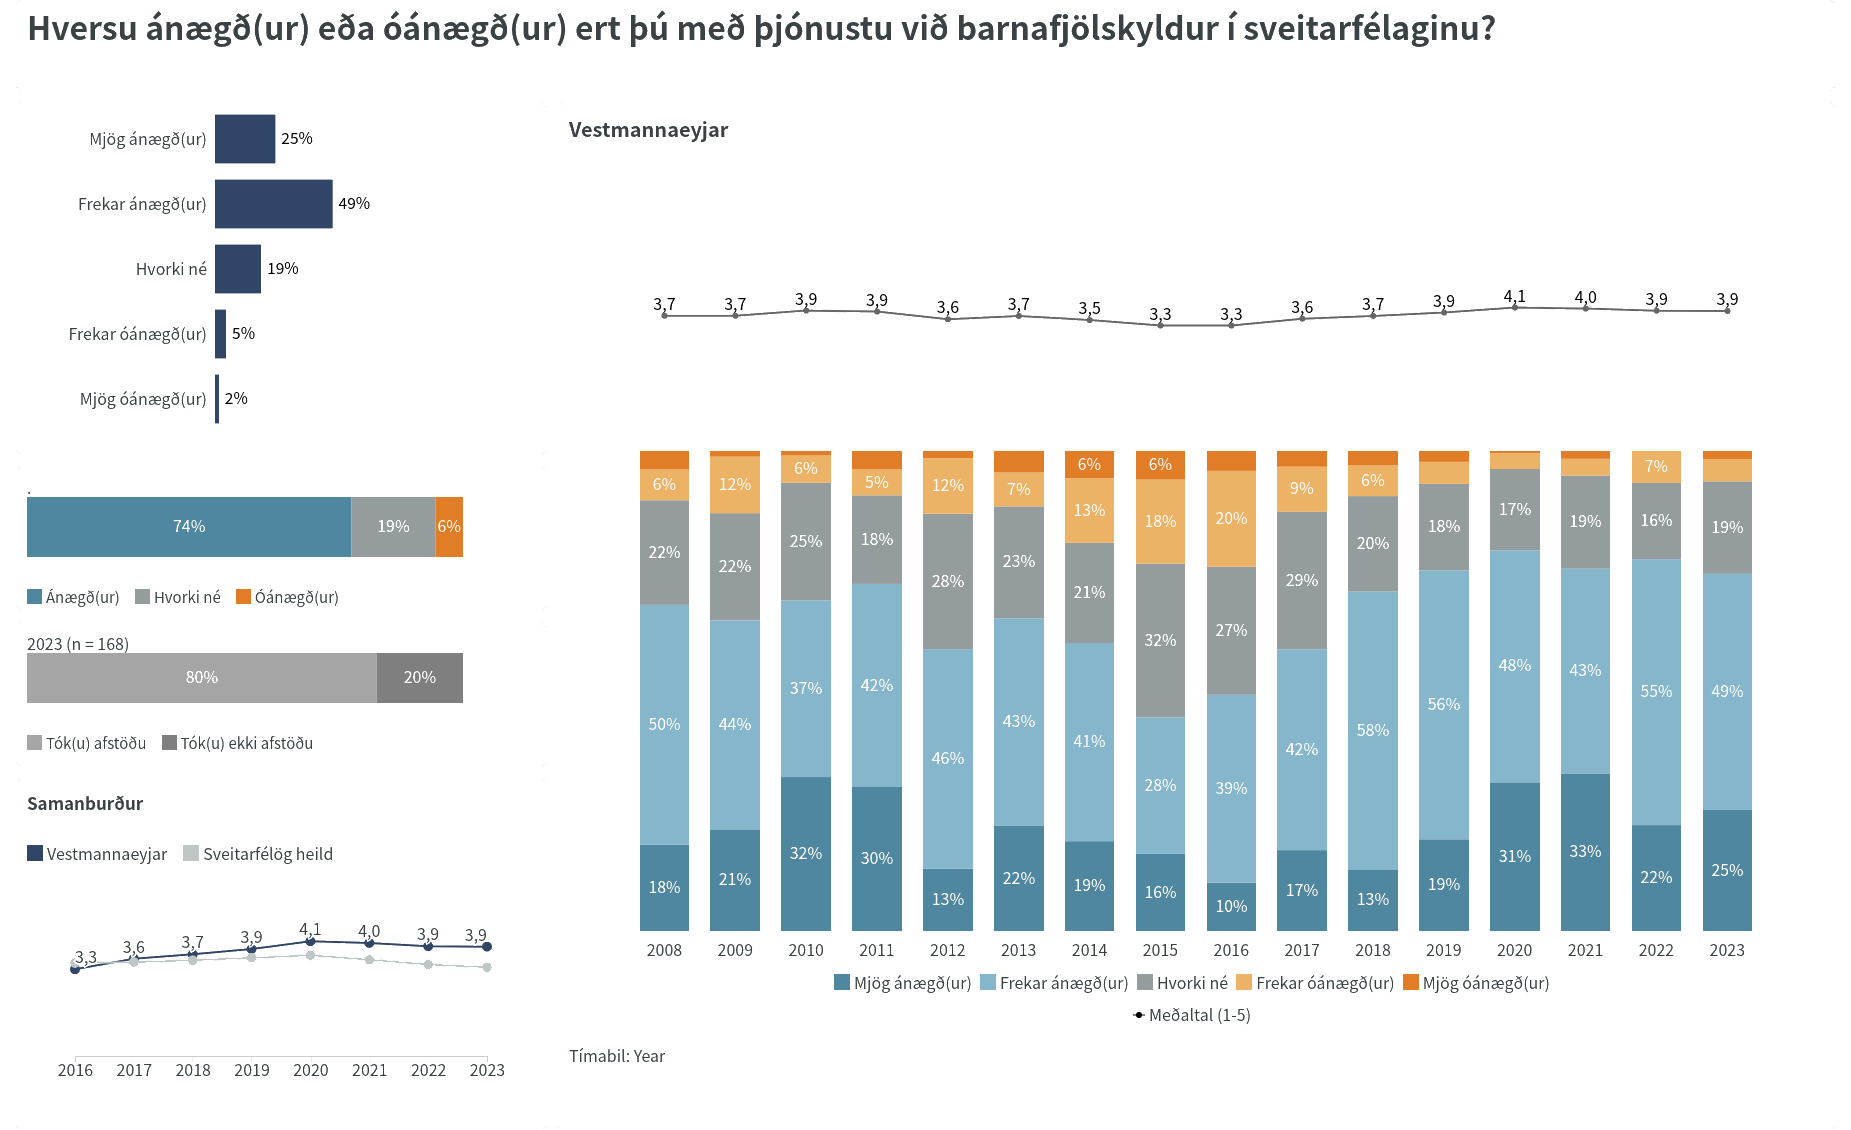 Hversu ánægð(ur) eða óánægð(ur) ert þú með þjónustu við barnafjölskyldur í sveitarfélaginu?
Mjög ánægð(ur) 25%
Frekar ánægð(ur) 49%
Hvorki né 19%
Frekar óánægð(ur) 5%
Mjög óánægð(ur) 2%
.
74% 19% 6%
Ánægð(ur) Hvorki né Óánægð(ur)
2023 (n = 168)
80% 20%
Tók(u) afstöðu Tók(u) ekki afstöðu
Samanburður
Vestmannaeyjar Sveitarfélög heild
3,3 3,6 3,7 3,9 4,1 4,0 3,9 3,9
2016 2017 2018 2019 2020 2021 2022 2023
Vestmannaeyjar
3,7 3,7 3,9 3,9 3,6 3,7 3,5 3,3 3,3 3,6 3,7 3,9 4,1 4,0 3,9 3,9
6% 6%
6% 12% 6% 5% 12% 7% 13% 18% 20% 9% 6% 7%
22% 22% 25% 18% 28% 23% 21% 32% 27% 29% 20% 18% 17% 19% 16% 19%
50% 44% 37% 42% 46% 43% 41% 28% 39% 42% 58% 56% 48% 43% 55% 49%
18% 21% 32% 30% 13% 22% 19% 16% 10% 17% 13% 19% 31% 33% 22% 25%
2008 2009 2010 2011 2012 2013 2014 2015 2016 2017 2018 2019 2020 2021 2022 2023
Mjög ánægð(ur) Frekar ánægð(ur) Hvorki né Frekar óánægð(ur) Mjög óánægð(ur)
Meðaltal (1-5)
Tímabil: Year